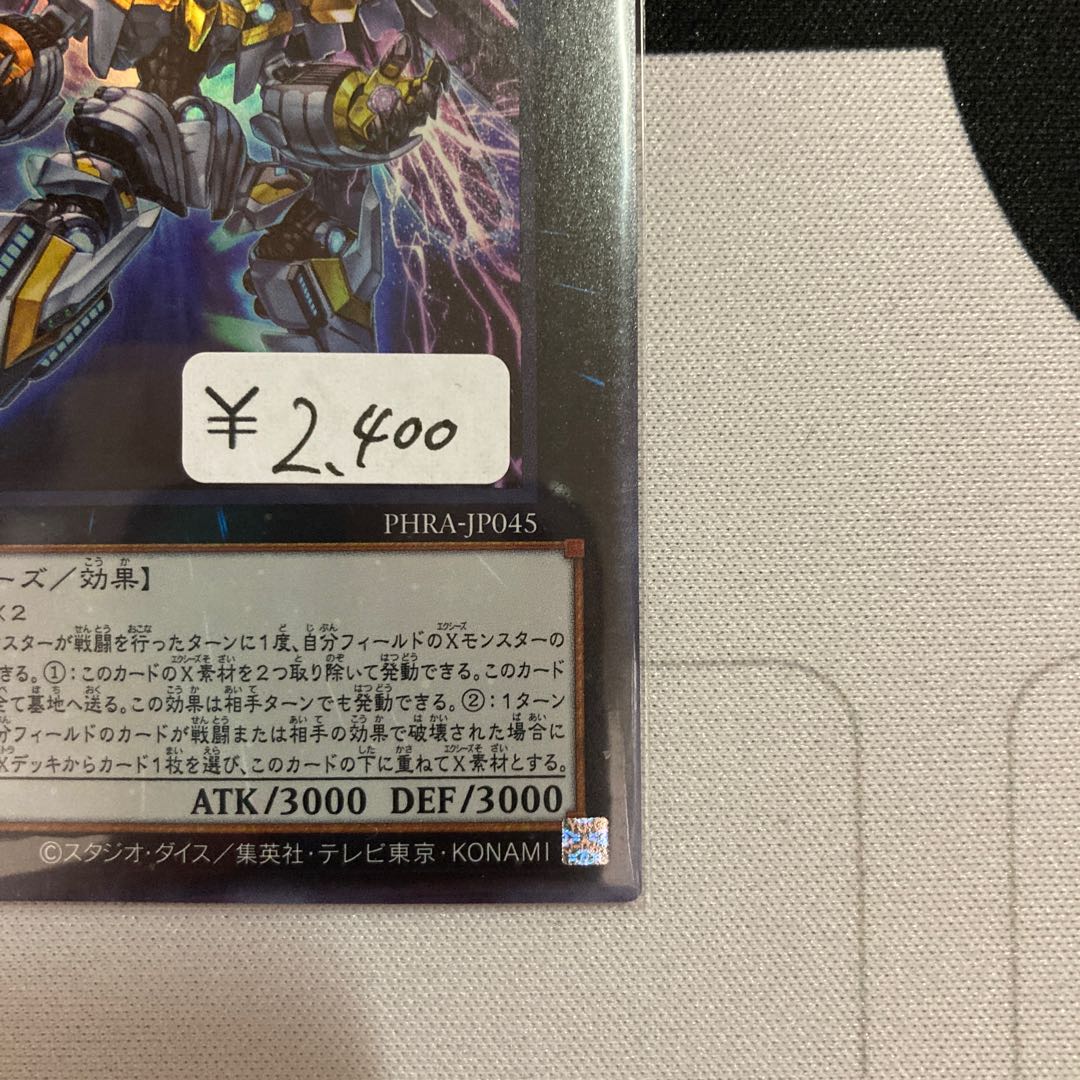 ¥2,400
PHRA-JP045
ーズ/効果】
×2
スターが戦闘を行ったターンに1度、自分フィールドのXモンスターの
きる。①:このカードのX素材を2つ取り除いて発動できる。このカード
全て墓地へ送る。この効果は相手ターンでも発動できる。②:1ターン
分フィールドのカードが戦闘または相手の効果で破壊された場合に
Xデッキからカード1枚を選び、このカードの下に重ねてX素材とする。
ATK/3000 DEF/3000
©スタジオ・ダイス/集英社・テレビ東京・KONAMI